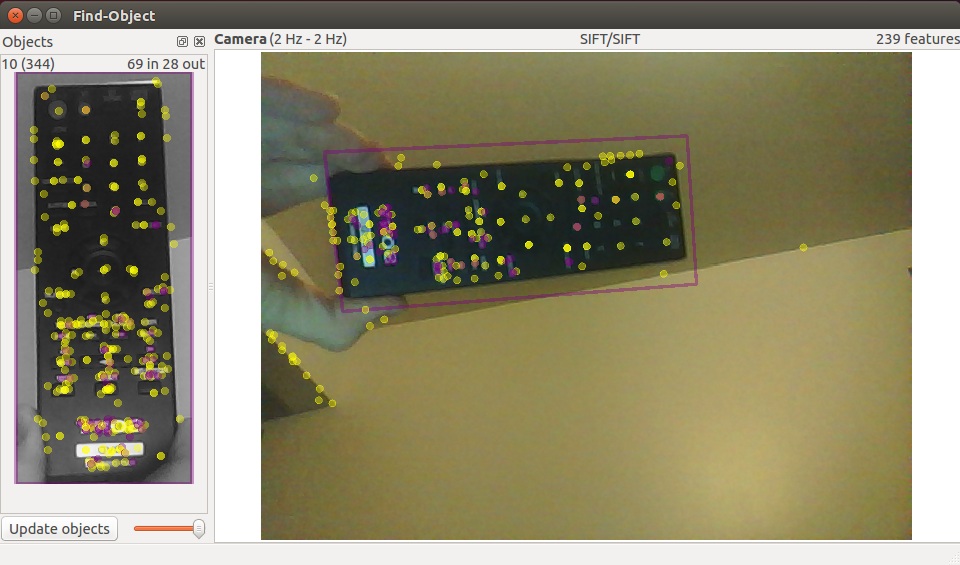 Find-Object
Objects
Camera (2 Hz - 2 Hz)
SIFT/SIFT
239 features
10 (344)
69 in 28 out
Update objects